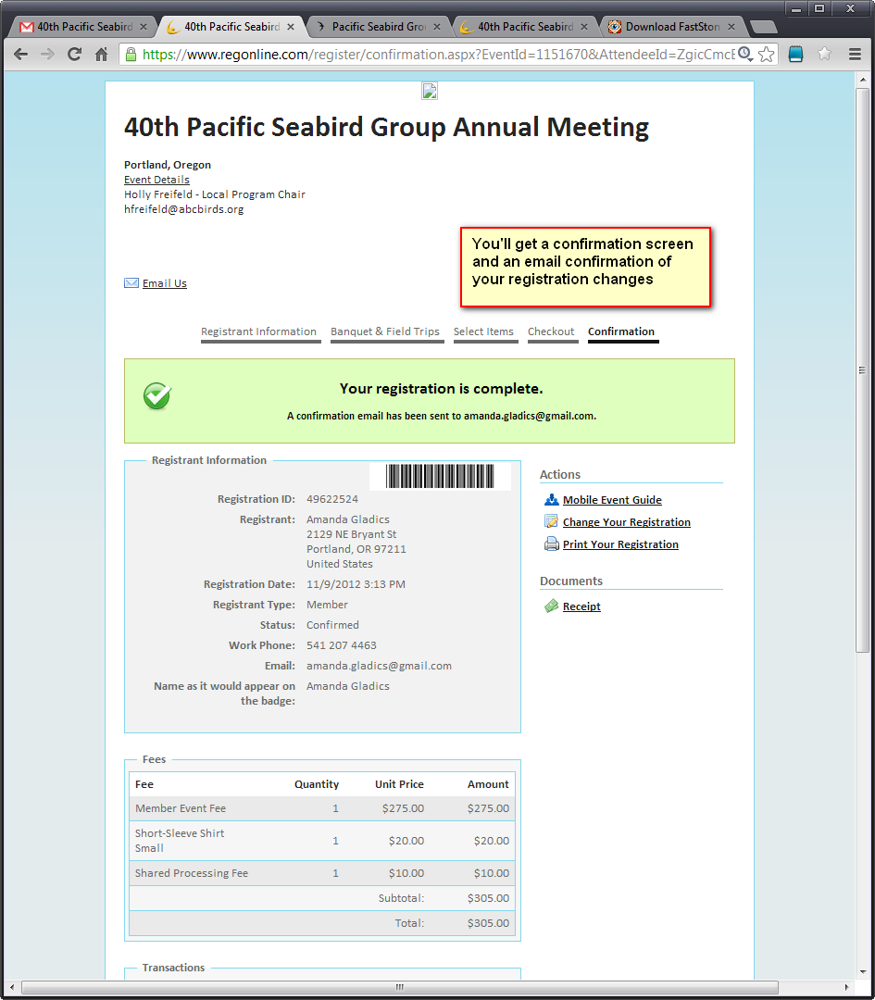 40th Pacific Seabird
40th Pacific Seabird
Pacific Seabird Grou
40th Pacific Seabird
Download FastSton
https://www.regonline.com/register/confirmation.aspx?EventId=1151670&AttendeeId=ZgicCmcE
40th Pacific Seabird Group Annual Meeting
Portland, Oregon
Event Details
Holly Freifeld - Local Program Chair
hfreifeld@abcbirds.org
You'll get a confirmation screen
and an email confirmation of
your registration changes
Email Us
Registrant Information Banquet & Field Trips Select Items Checkout Confirmation
Your registration is complete.
A confirmation email has been sent to amanda.gladics@gmail.com.
Registrant Information
Registration ID: 49622524
Registrant: Amanda Gladics
2129 NE Bryant St
Portland, OR 97211
United States
Registration Date: 11/9/2012 3:13 PM
Registrant Type: Member
Status: Confirmed
Work Phone: 541 207 4463
Email: amanda.gladics@gmail.com
Name as it would appear on Amanda Gladics
the badge:
Actions
Mobile Event Guide
Change Your Registration
Print Your Registration
Documents
Receipt
Fees
Fee Quantity Unit Price Amount
Member Event Fee 1 $275.00 $275.00
Short-Sleeve Shirt
Small 1 $20.00 $20.00
Shared Processing Fee 1 $10.00 $10.00
Subtotal: $305.00
Total: $305.00
Transactions